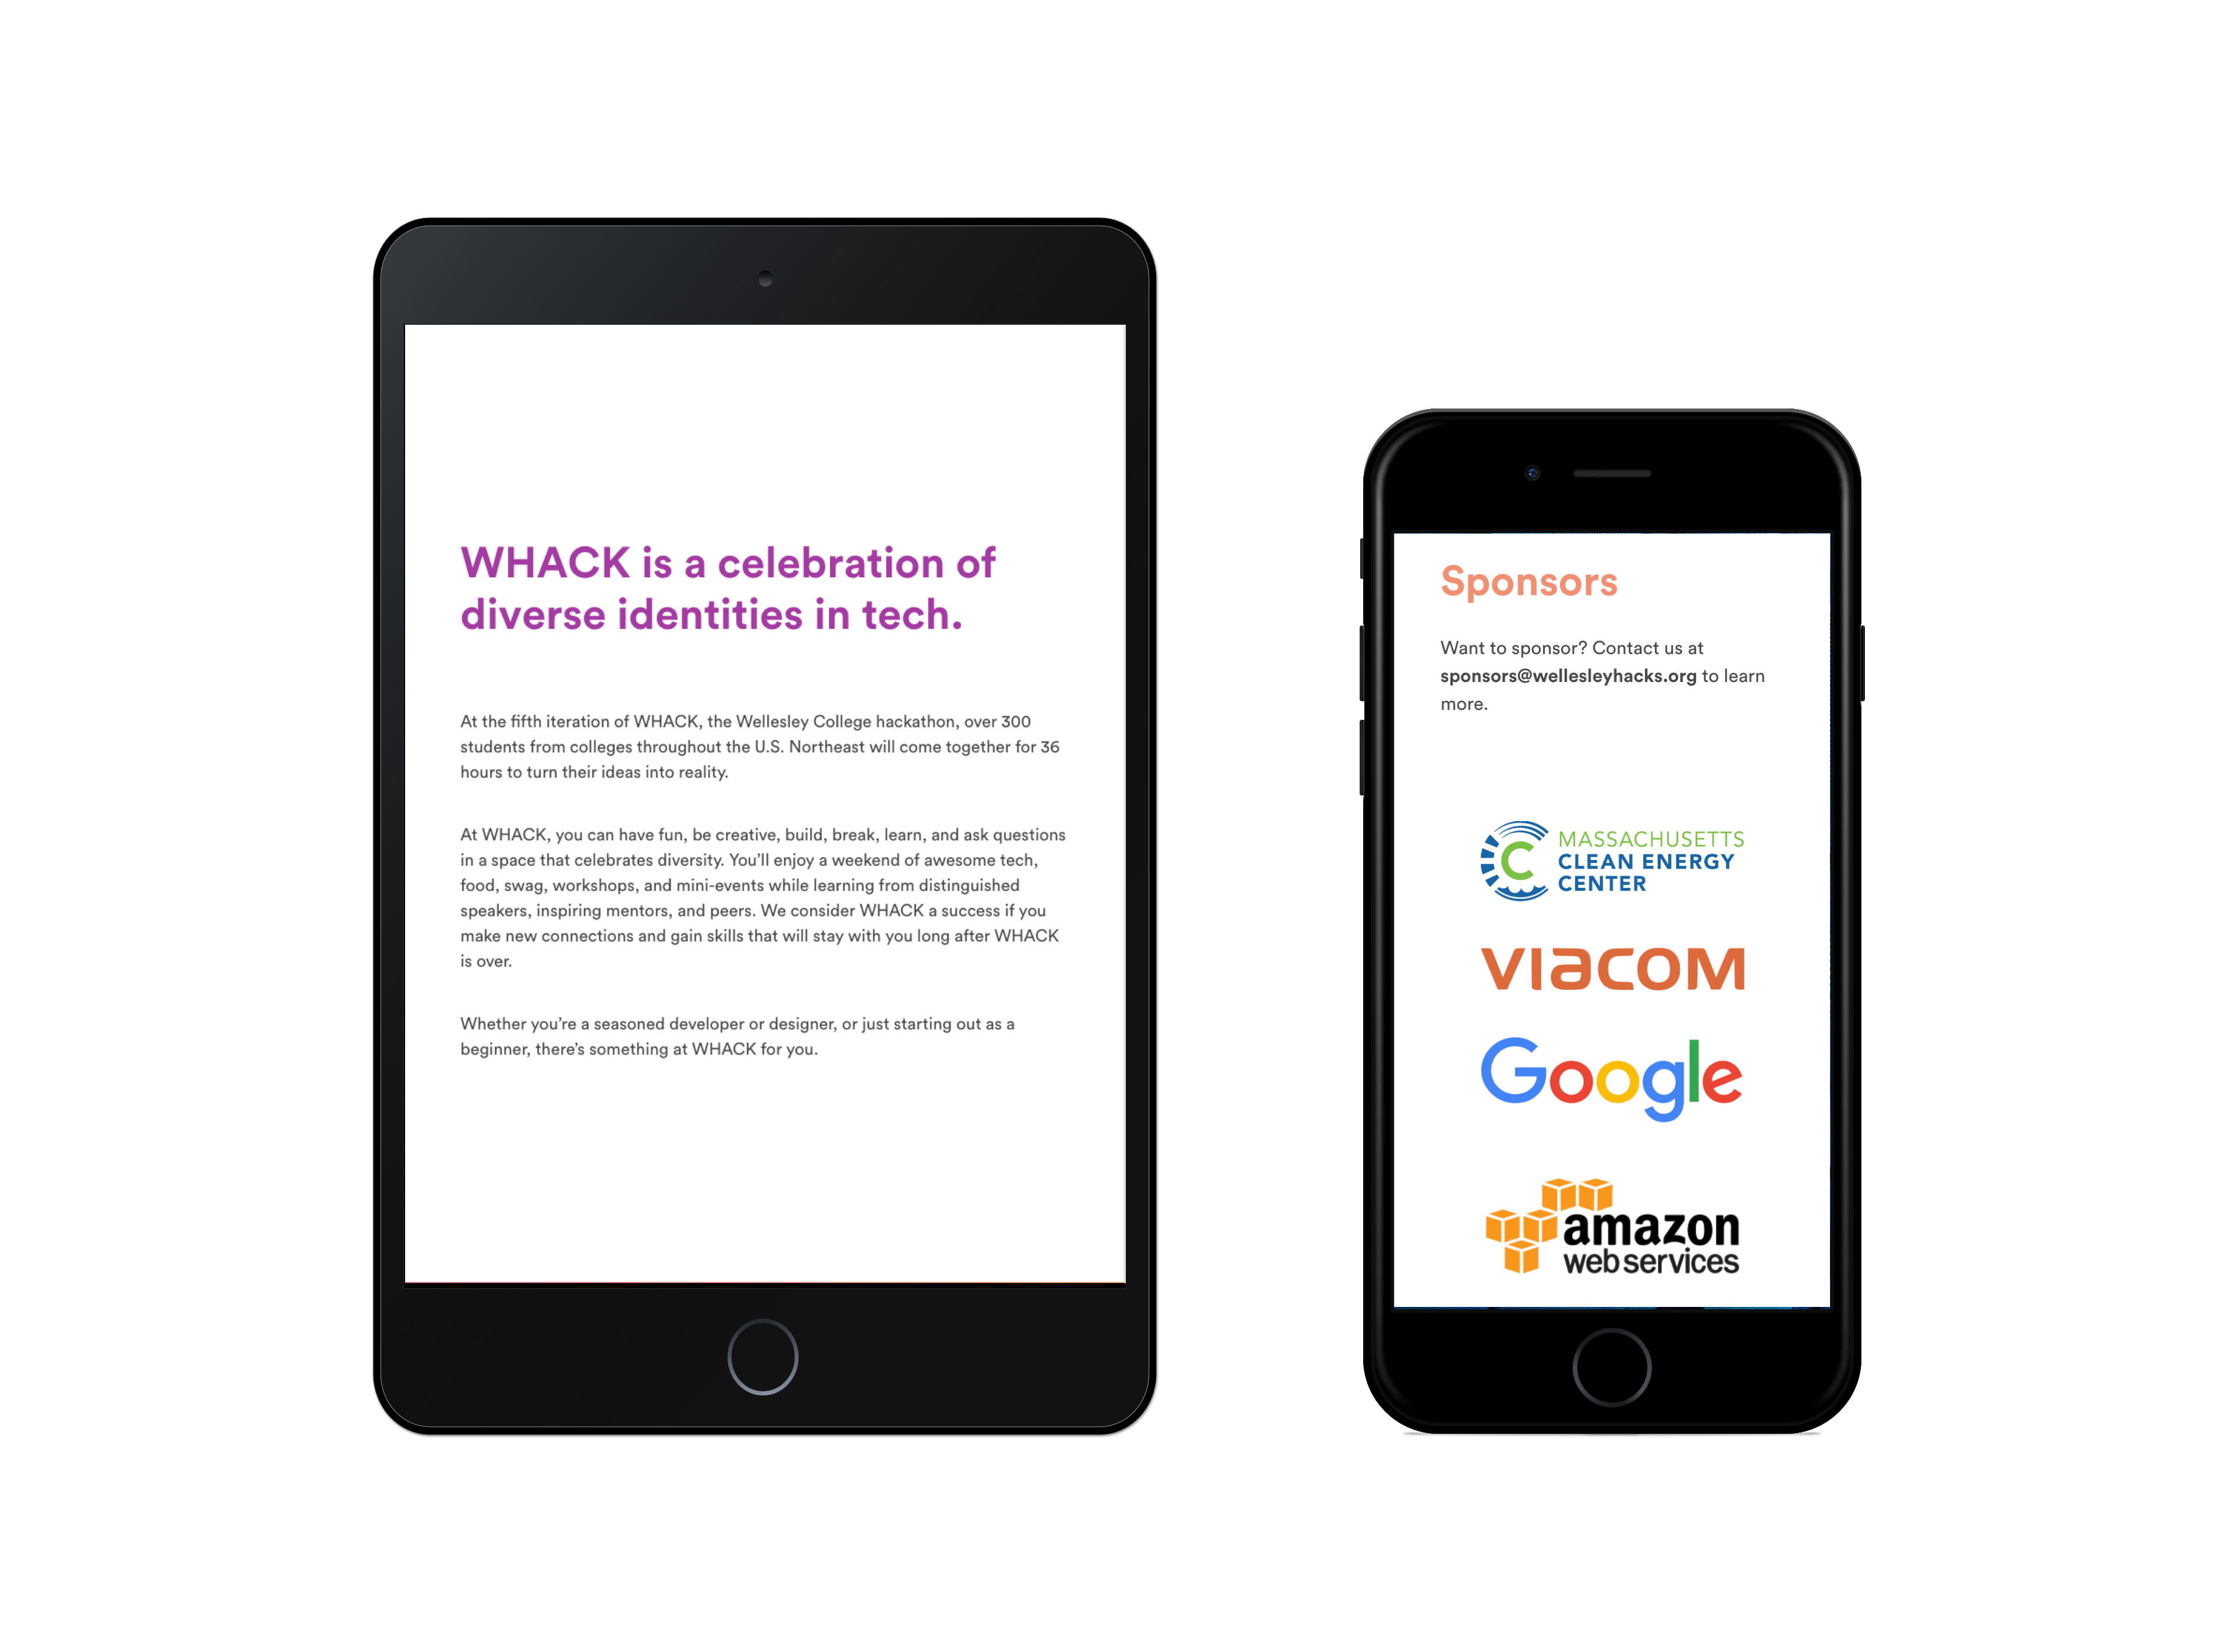 WHACK is a celebration of
diverse identities in tech.
At the fifth iteration of WHACK, the Wellesley College hackathon, over 300
students from colleges throughout the U.S. Northeast will come together for 36
hours to turn their ideas into reality.
At WHACK, you can have fun, be creative, build, break, learn, and ask questions
in a space that celebrates diversity. You’ll enjoy a weekend of awesome tech,
food, swag, workshops, and mini-events while learning from distinguished
speakers, inspiring mentors, and peers. We consider WHACK a success if you
make new connections and gain skills that will stay with you long after WHACK
is over.
Whether you’re a seasoned developer or designer, or just starting out as a
beginner, there’s something at WHACK for you.
Sponsors
Want to sponsor? Contact us at
sponsors@wellesleyhacks.org to learn
more.
MASSACHUSETTS
CLEAN ENERGY
CENTER
VIACOM
Google
amazon
web services